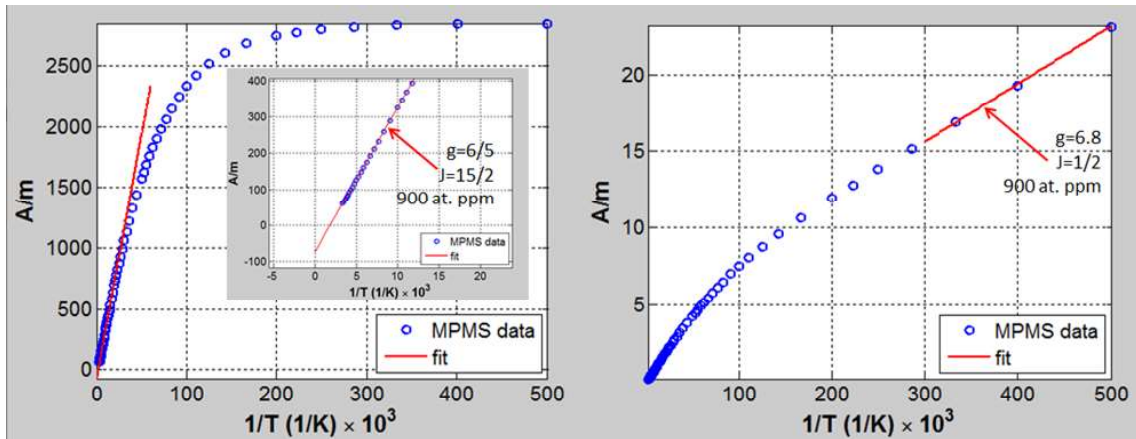 A/m
2500
2000
1500
1000
500
0
0
100
200
300
400
500
1/T (1/K) × 10³
MPMS data
fit
A/m
400
300
200
100
0
-100
-5
0
5
10
15
20
1/T (1/K) × 10³
g=6/5
J=15/2
900 at. ppm
MPMS data
fit
A/m
20
15
10
5
100
200
300
400
500
1/T (1/K) × 10³
g=6.8
J=1/2
900 at. ppm
MPMS data
fit